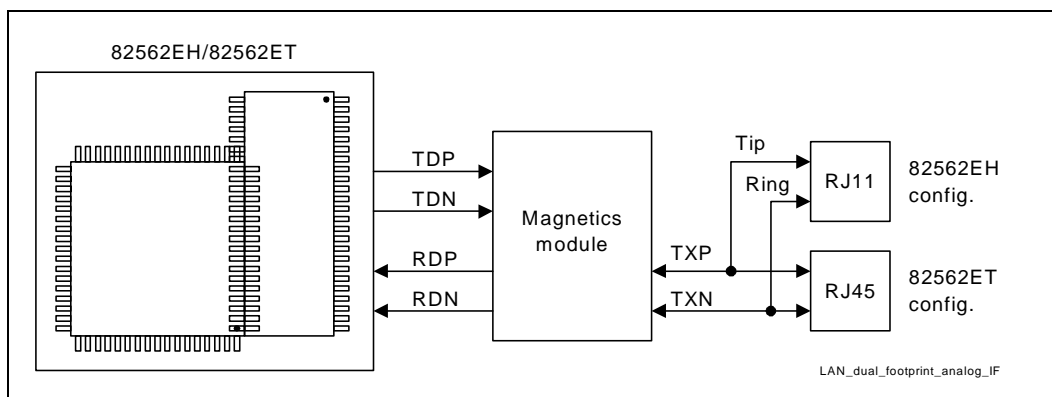 82562EH/82562ET
TDP
TDN
RDP
RDN
Magnetics
module
TXP
TXN
Tip
Ring
RJ11
82562EH
config.
RJ45
82562ET
config.
LAN_dual_footprint_analog_IF